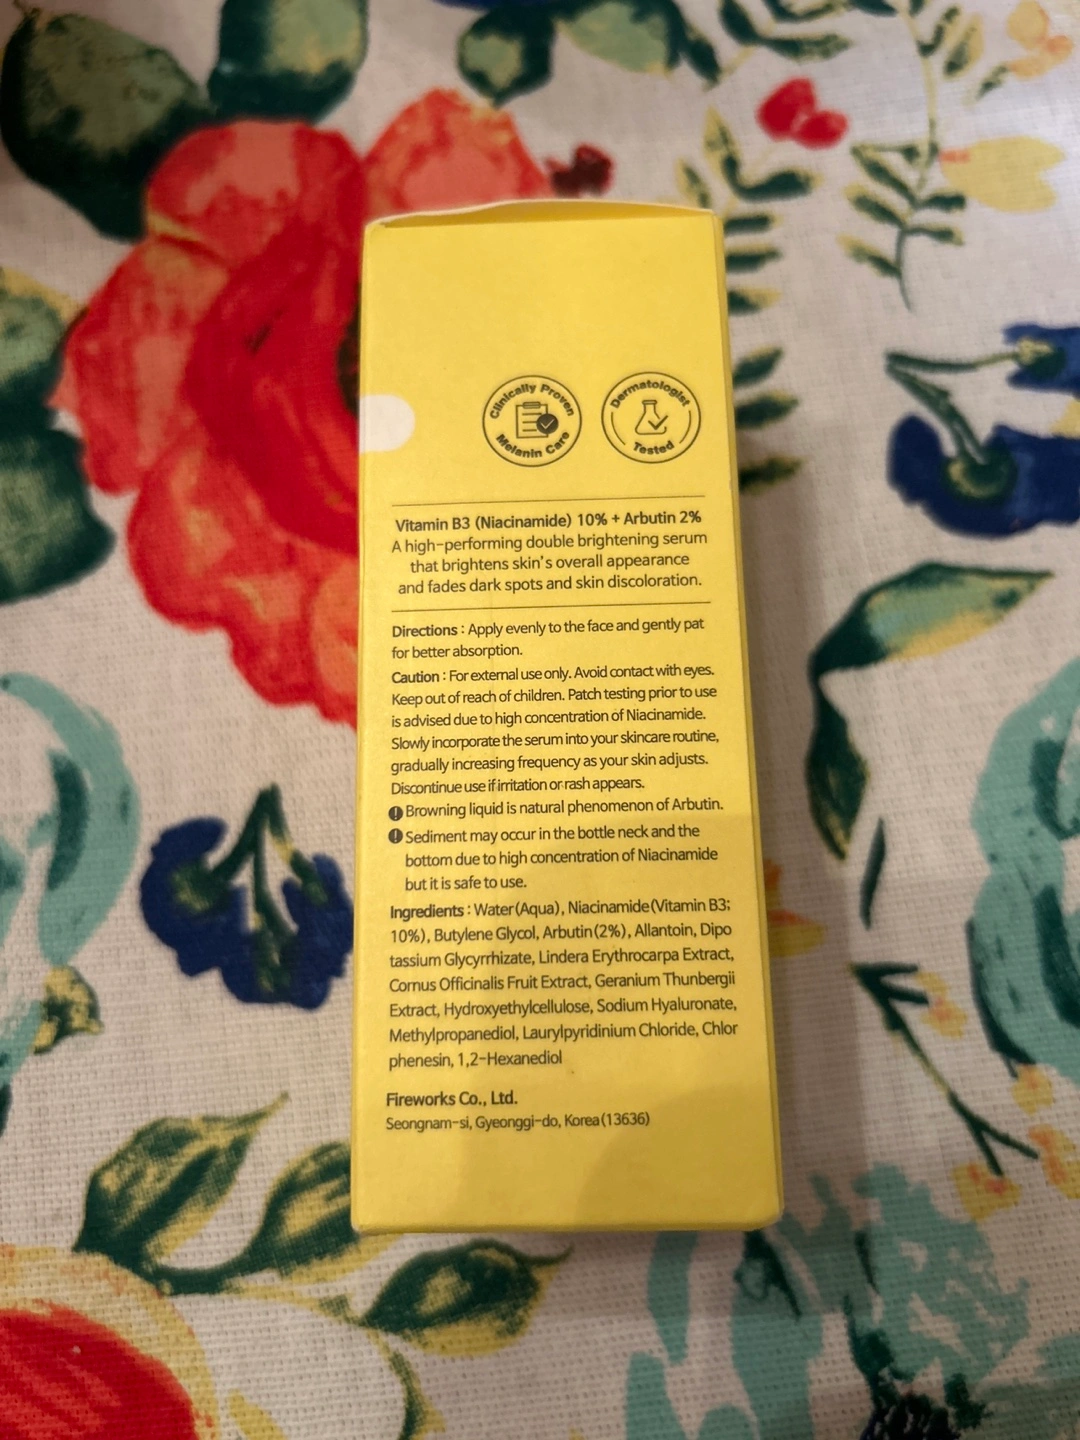 Clinically Proven
Melanin Care
Dermatologist
Tested
Vitamin B3 (Niacinamide) 10% + Arbutin 2%
A high-performing double brightening serum
that brightens skin's overall appearance
and fades dark spots and skin discoloration.
Directions : Apply evenly to the face and gently pat
for better absorption.
Caution : For external use only. Avoid contact with eyes.
Keep out of reach of children. Patch testing prior to use
is advised due to high concentration of Niacinamide.
Slowly incorporate the serum into your skincare routine,
gradually increasing frequency as your skin adjusts.
Discontinue use if irritation or rash appears.
Browning liquid is natural phenomenon of Arbutin.
Sediment may occur in the bottle neck and the
bottom due to high concentration of Niacinamide
but it is safe to use.
Ingredients : Water(Aqua), Niacinamide(Vitamin B3;
10%), Butylene Glycol, Arbutin(2%), Allantoin, Dipo
tassium Glycyrrhizate, Lindera Erythrocarpa Extract,
Cornus Officinalis Fruit Extract, Geranium Thunbergii
Extract, Hydroxyethylcellulose, Sodium Hyaluronate,
Methylpropanediol, Laurylpyridinium Chloride, Chlor
phenesin, 1,2-Hexanediol
Fireworks Co., Ltd.
Seongnam-si, Gyeonggi-do, Korea(13636)